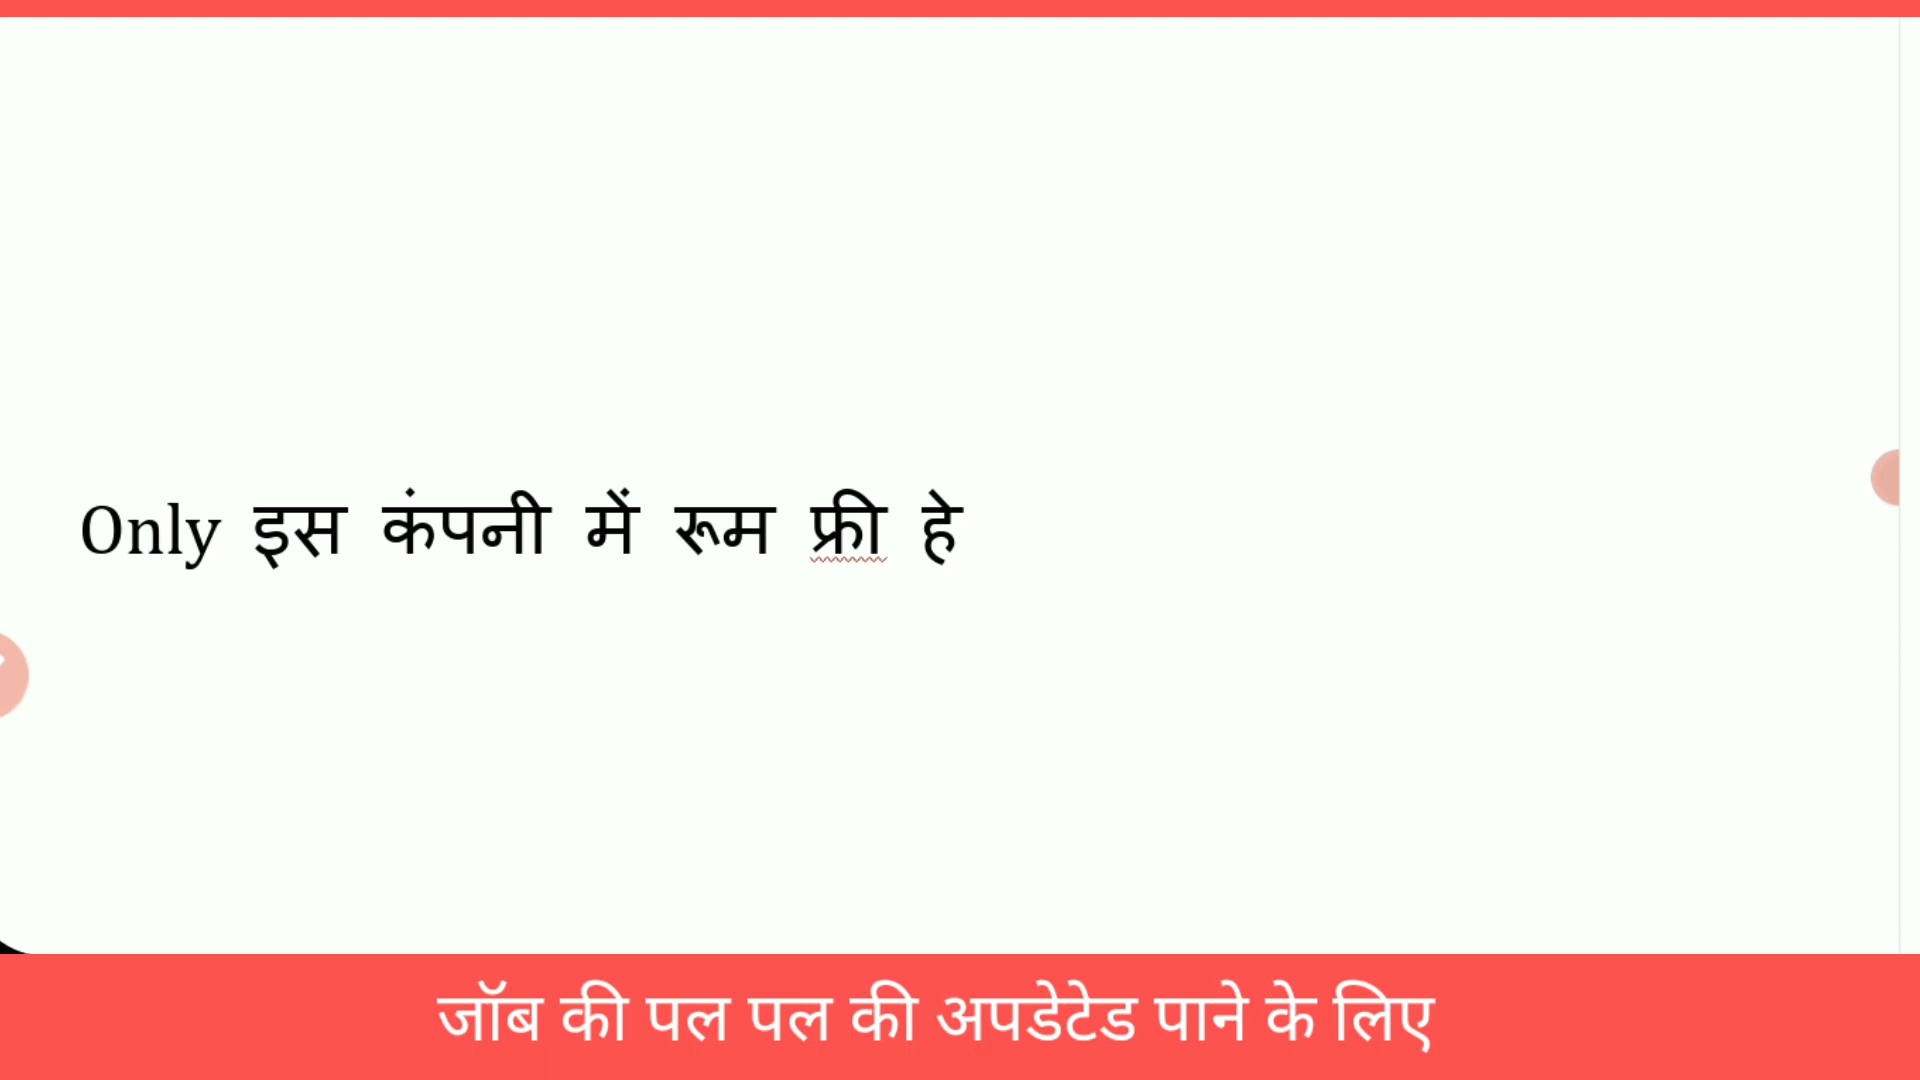 Only इस कंपनी में रूम फ्री हे
जॉब की पल पल की अपडेटेड पाने के लिए